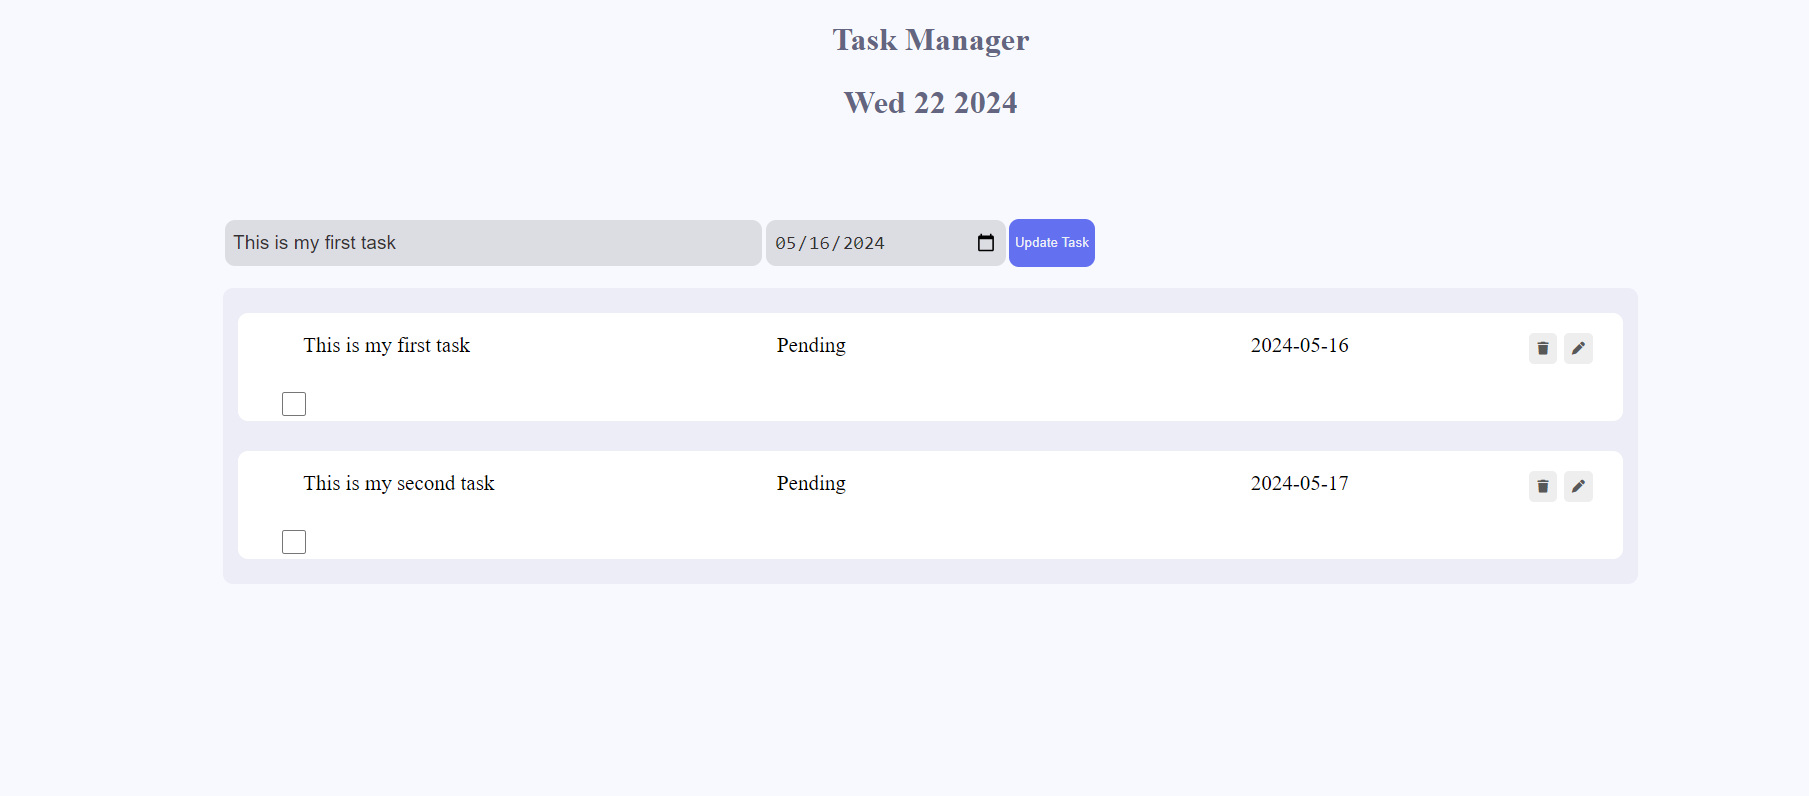 Task Manager
Wed 22 2024
This is my first task 05/16/2024 Update Task
This is my first task Pending 2024-05-16
This is my second task Pending 2024-05-17